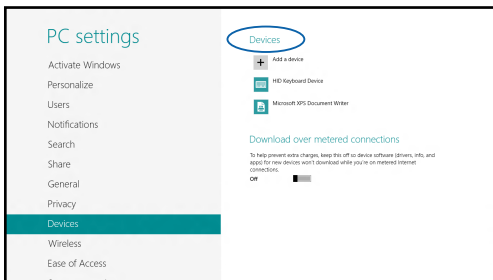 PC settings
Activate Windows
Personalize
Users
Notifications
Search
Share
General
Privacy
Devices
Wireless
Ease of Access
Devices
Add a device
HID Keyboard Device
Microsoft XPS Document Writer
Download over metered connections
To help prevent extra charges, keep this off so device software (drivers, info, and
apps) for new devices won't download while you're on metered Internet
connections.
Off